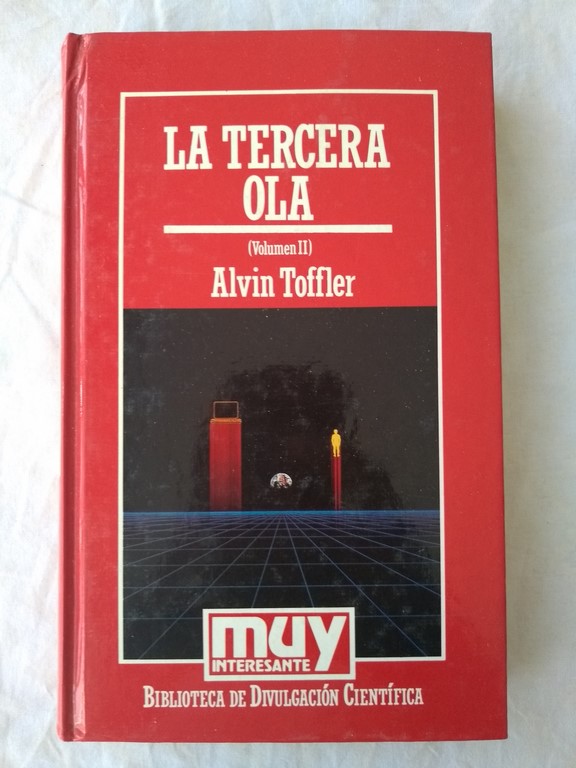 LA TERCERA
OLA
(Volumen II)
Alvin Toffler
muy
INTERESANTE
BIBLIOTECA DE DIVULGACIÓN CIENTÍFICA